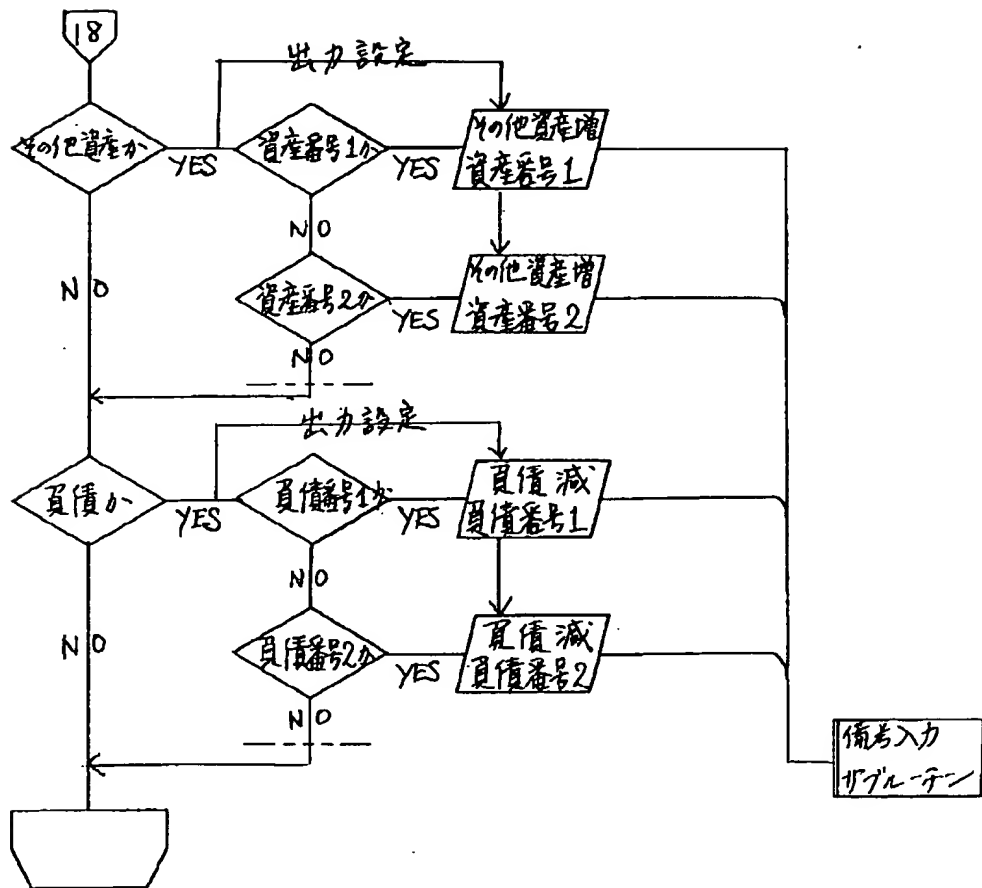 18
出力設定
その他資産か
YES
資産番号1か
YES
その他資産増
資産番号1
NO
NO
資産番号2か
YES
その他資産増
資産番号2
NO
出力設定
負債か
YES
負債番号1か
YES
負債減
負債番号1
NO
NO
負債番号2か
YES
負債減
負債番号2
NO
備考入力
サブルーチン